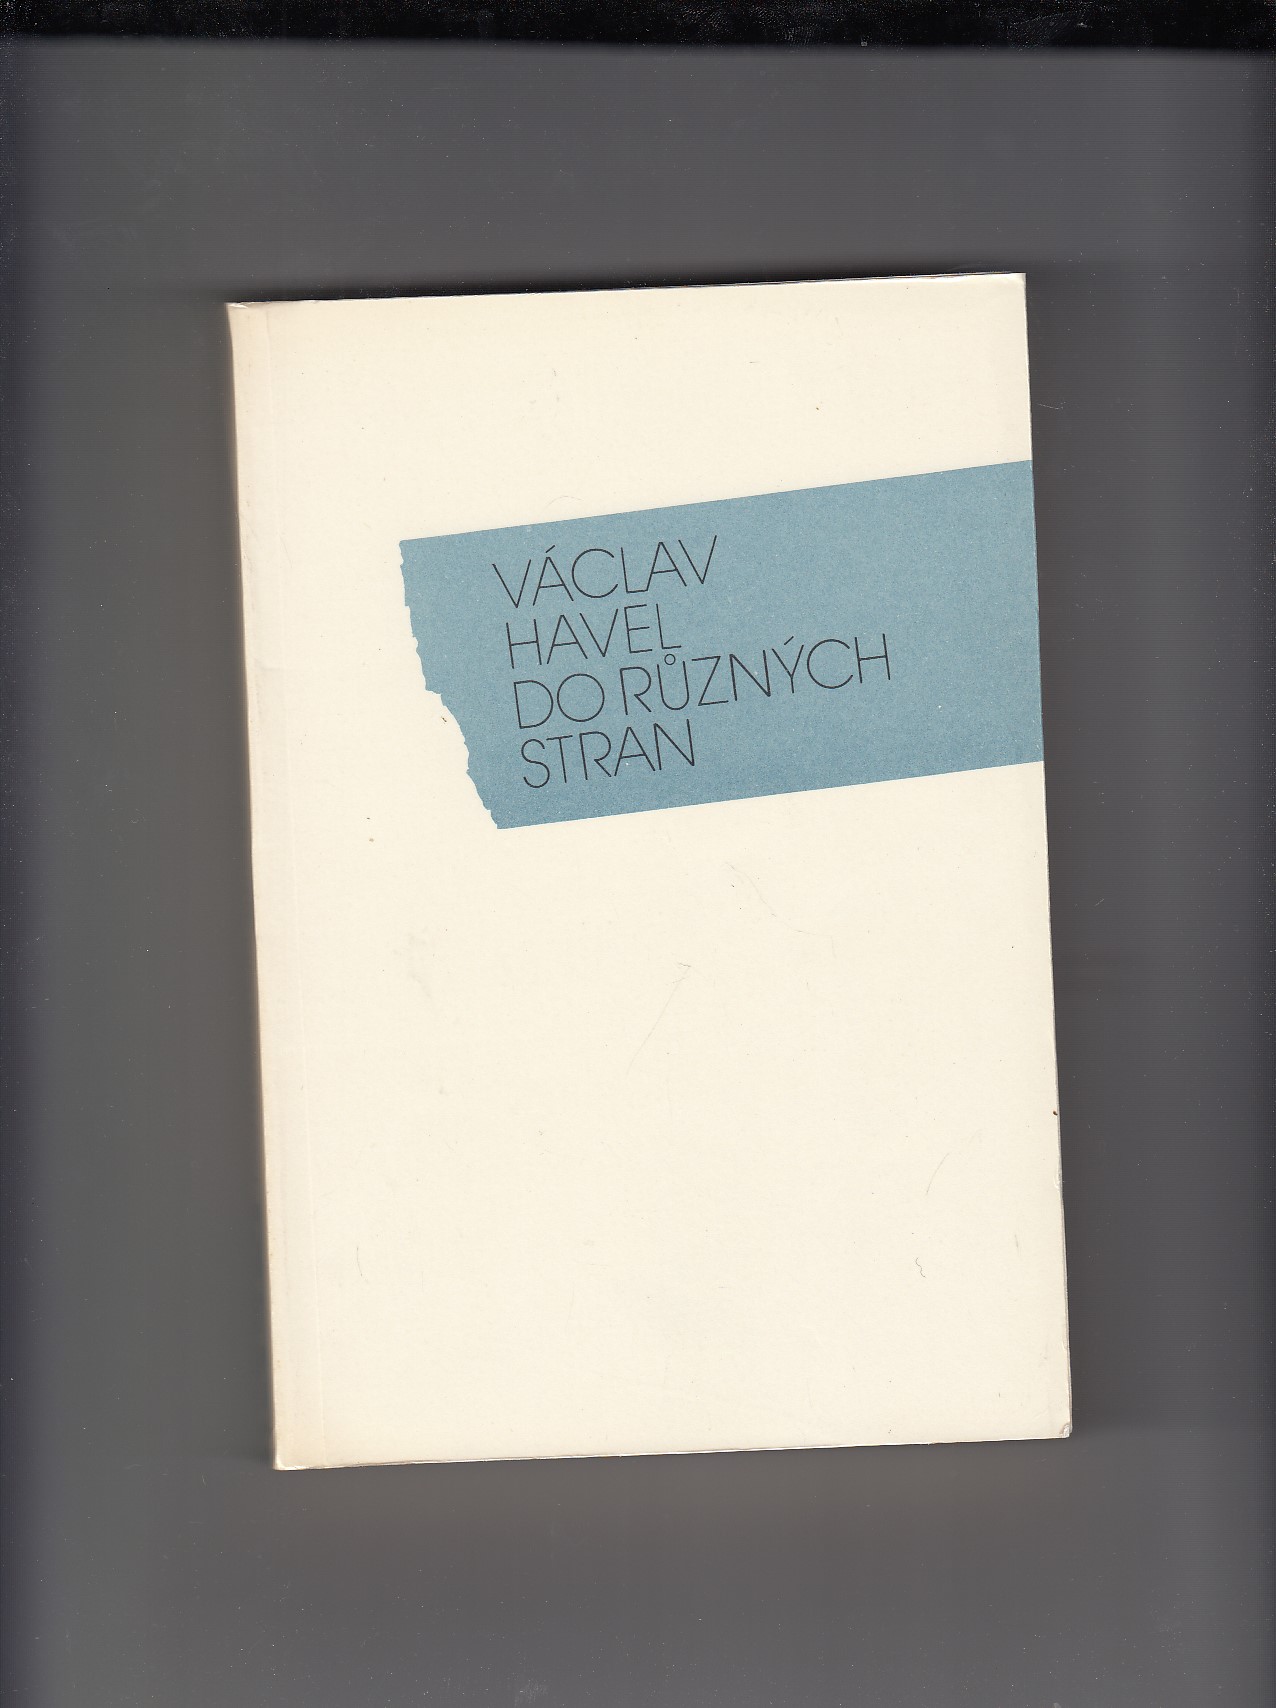 VÁCLAV
HAVEL
DO RŮZNÝCH
STRAN